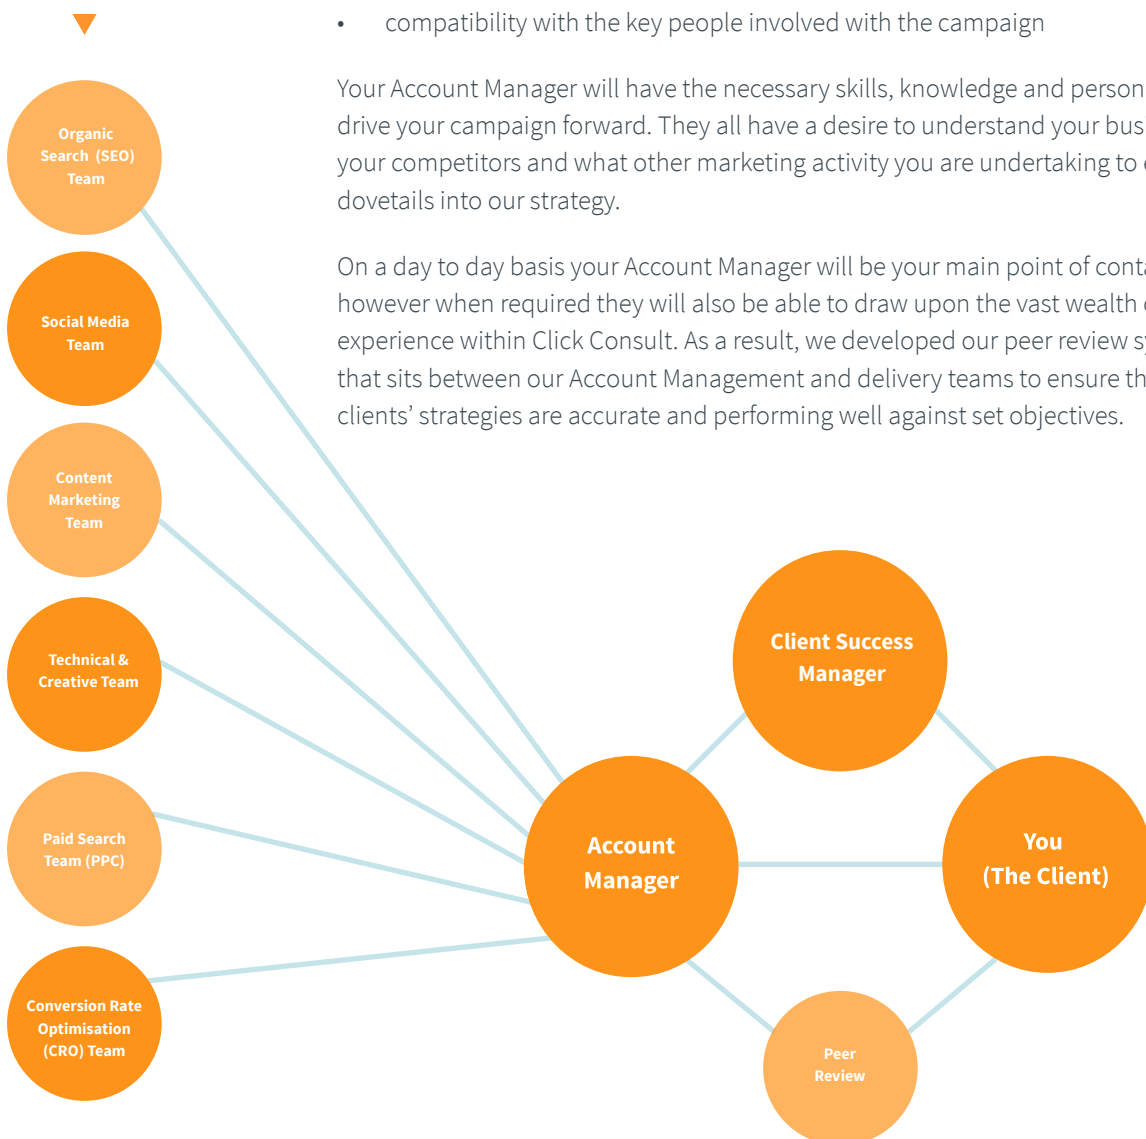 • compatibility with the key people involved with the campaign
Your Account Manager will have the necessary skills, knowledge and person
drive your campaign forward. They all have a desire to understand your bus
your competitors and what other marketing activity you are undertaking to
dovetails into our strategy.
On a day to day basis your Account Manager will be your main point of conta
however when required they will also be able to draw upon the vast wealth
experience within Click Consult. As a result, we developed our peer review sy
that sits between our Account Management and delivery teams to ensure th
clients’ strategies are accurate and performing well against set objectives.
Organic
Search (SEO)
Team
Social Media
Team
Content
Marketing
Team
Technical &
Creative Team
Paid Search
Team (PPC)
Conversion Rate
Optimisation
(CRO) Team
Client Success
Manager
Account
Manager
You
(The Client)
Peer
Review